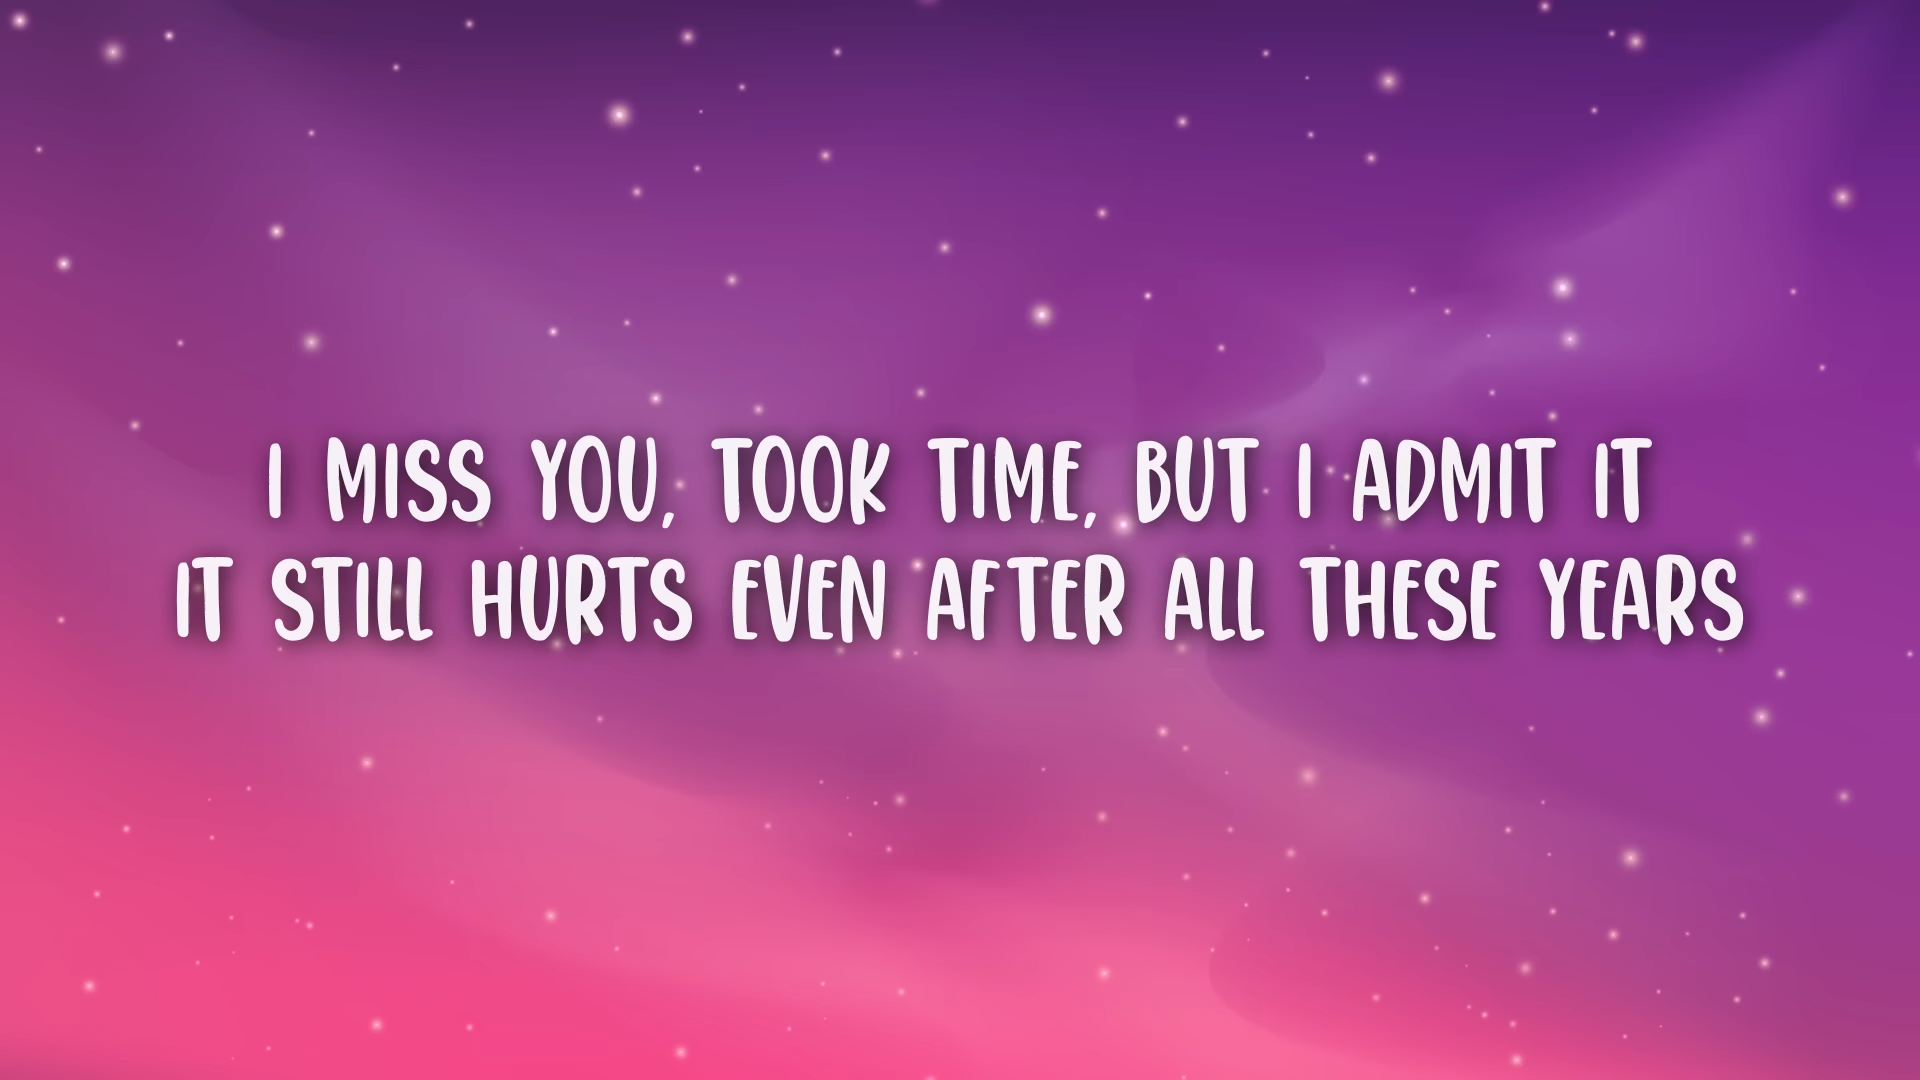 I MISS YOU, TOOK TIME, BUT I ADMIT IT
IT STILL HURTS EVEN AFTER ALL THESE YEARS